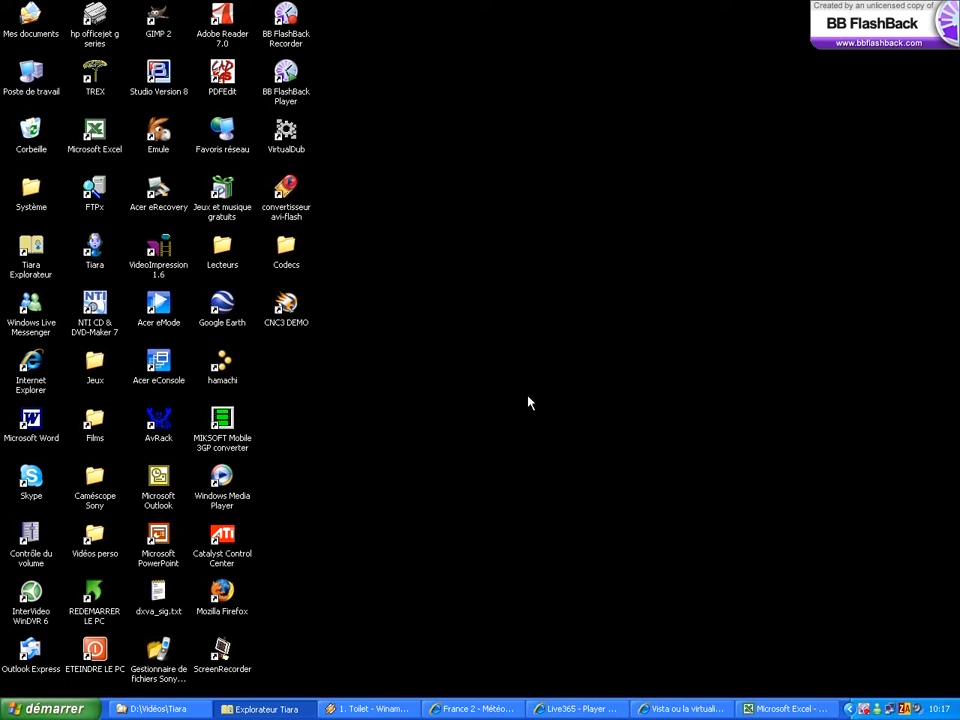 Created by an unlicensed copy of
BB FlashBack
www.bbflashback.com
Mes documents
hp officejet g
series
GIMP 2
Adobe Reader
7.0
BB FlashBack
Recorder
Poste de travail
TREX
Studio Version 8
PDFEdit
BB FlashBack
Player
Corbeille
Microsoft Excel
Emule
Favoris réseau
VirtualDub
Système
FTPx
Acer eRecovery
Jeux et musique
gratuits
convertisseur
avi-flash
Tiara
Explorateur
Tiara
VideoImpression
1.6
Lecteurs
Codecs
Windows Live
Messenger
NTI
NTI CD &
DVD-Maker 7
Acer eMode
Google Earth
CNC3 DEMO
Internet
Explorer
Jeux
Acer eConsole
hamachi
Microsoft Word
Films
AvRack
MIKSOFT Mobile
3GP converter
Skype
Caméscope
Sony
Microsoft
Outlook
Windows Media
Player
Contrôle du
volume
Vidéos perso
Microsoft
PowerPoint
ATI
Catalyst Control
Center
InterVideo
WinDVR 6
REDEMARRER
LE PC
dxva_sig.txt
Mozilla Firefox
Outlook Express
ETEINDRE LE PC
Gestionnaire de
fichiers Sony...
ScreenRecorder
démarrer
D:\Vidéos\Tiara
Explorateur Tiara
1. Toilet - Winam...
France 2 - Météo...
Live365 - Player ...
Vista ou la virtuali...
Microsoft Excel - ...
10:17